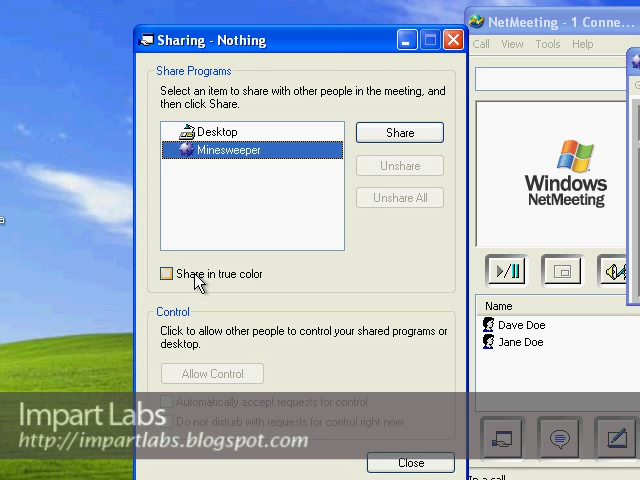 Sharing - Nothing
NetMeeting - 1 Conne...
Call View Tools Help
Share Programs
Select an item to share with other people in the meeting, and
then click Share.
Desktop
Minesweeper
Share
Unshare
Unshare All
Share in true color
Windows
NetMeeting
Name
Dave Doe
Jane Doe
Control
Click to allow other people to control your shared programs or
desktop.
Allow Control
Automatically accept requests for control
Do not disturb with requests for control right now
Close
In a call
Impart Labs
http://impartlabs.blogspot.com